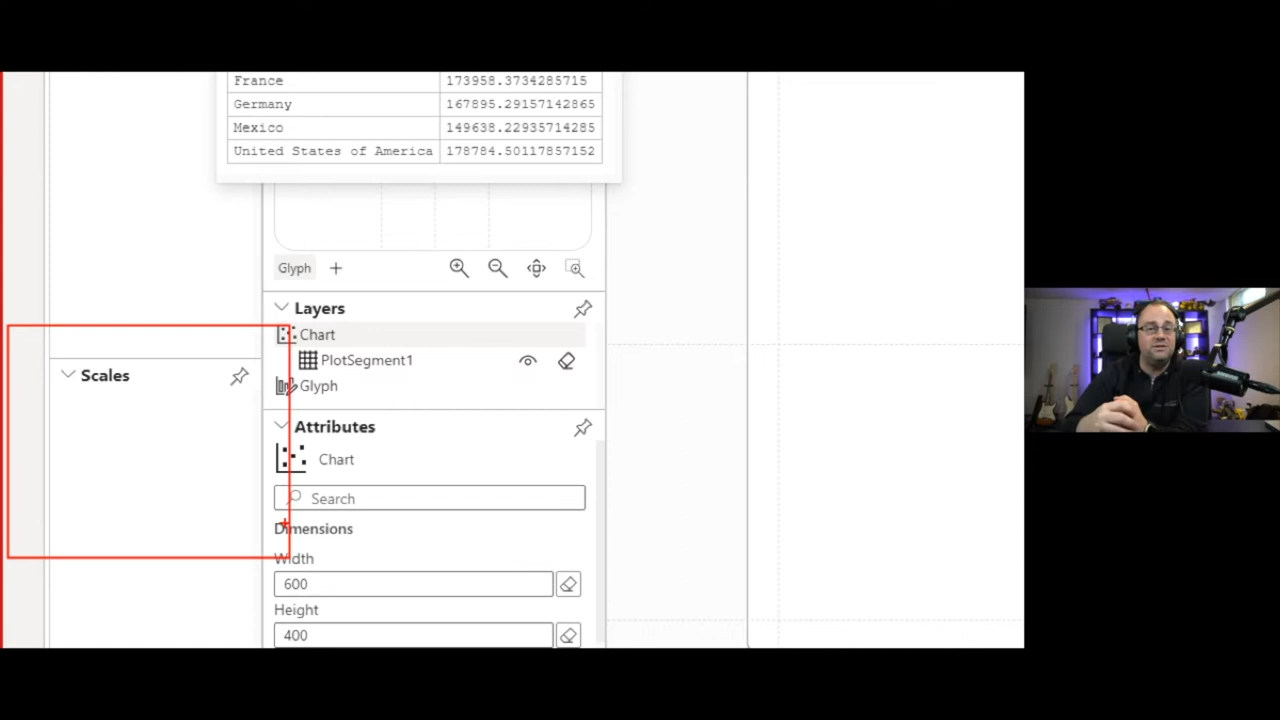 France 173958.3734285715
Germany 167895.29157142865
Mexico 149638.22935714285
United States of America 178784.50117857152
Glyph
Layers
Chart
PlotSegment1
Glyph
Scales
Attributes
Chart
Search
Dimensions
Width
600
Height
400